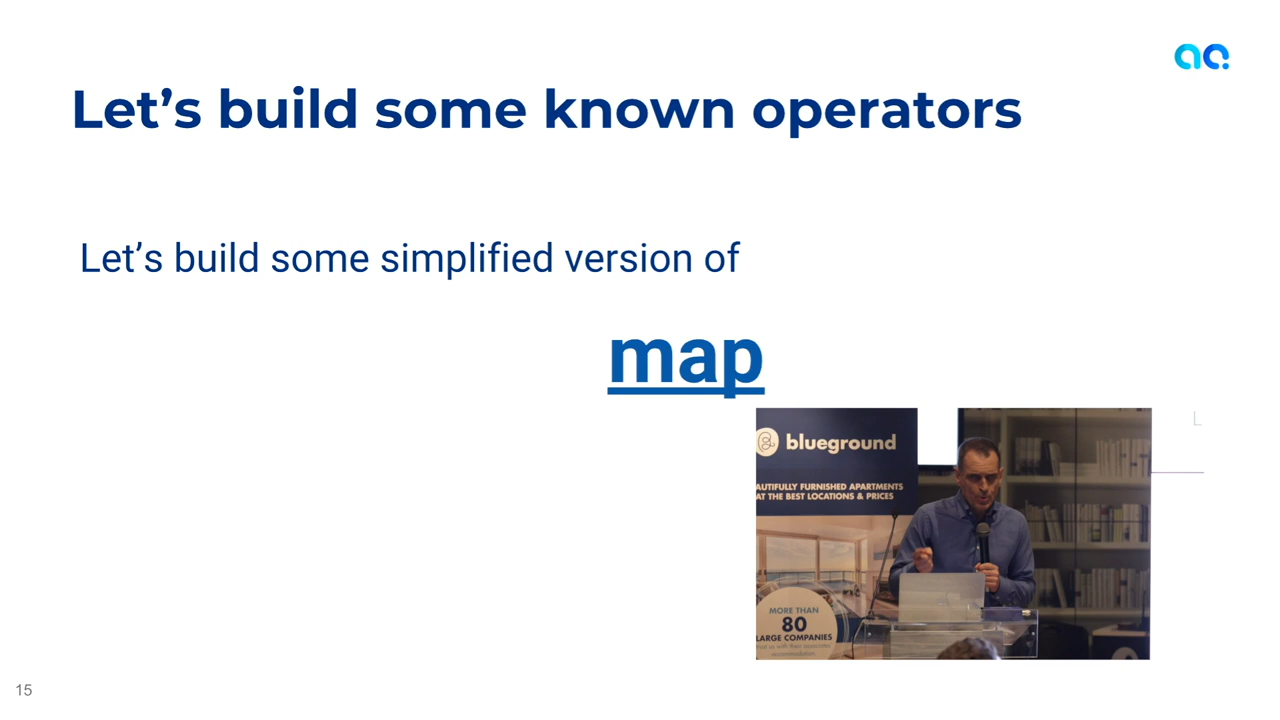 Let's build some known operators
Let's build some simplified version of
map
blueground
AUTIFULLY FURNISHED APARTMENTS
AT THE BEST LOCATIONS & PRICES
MORE THAN
80
LARGE COMPANIES
15